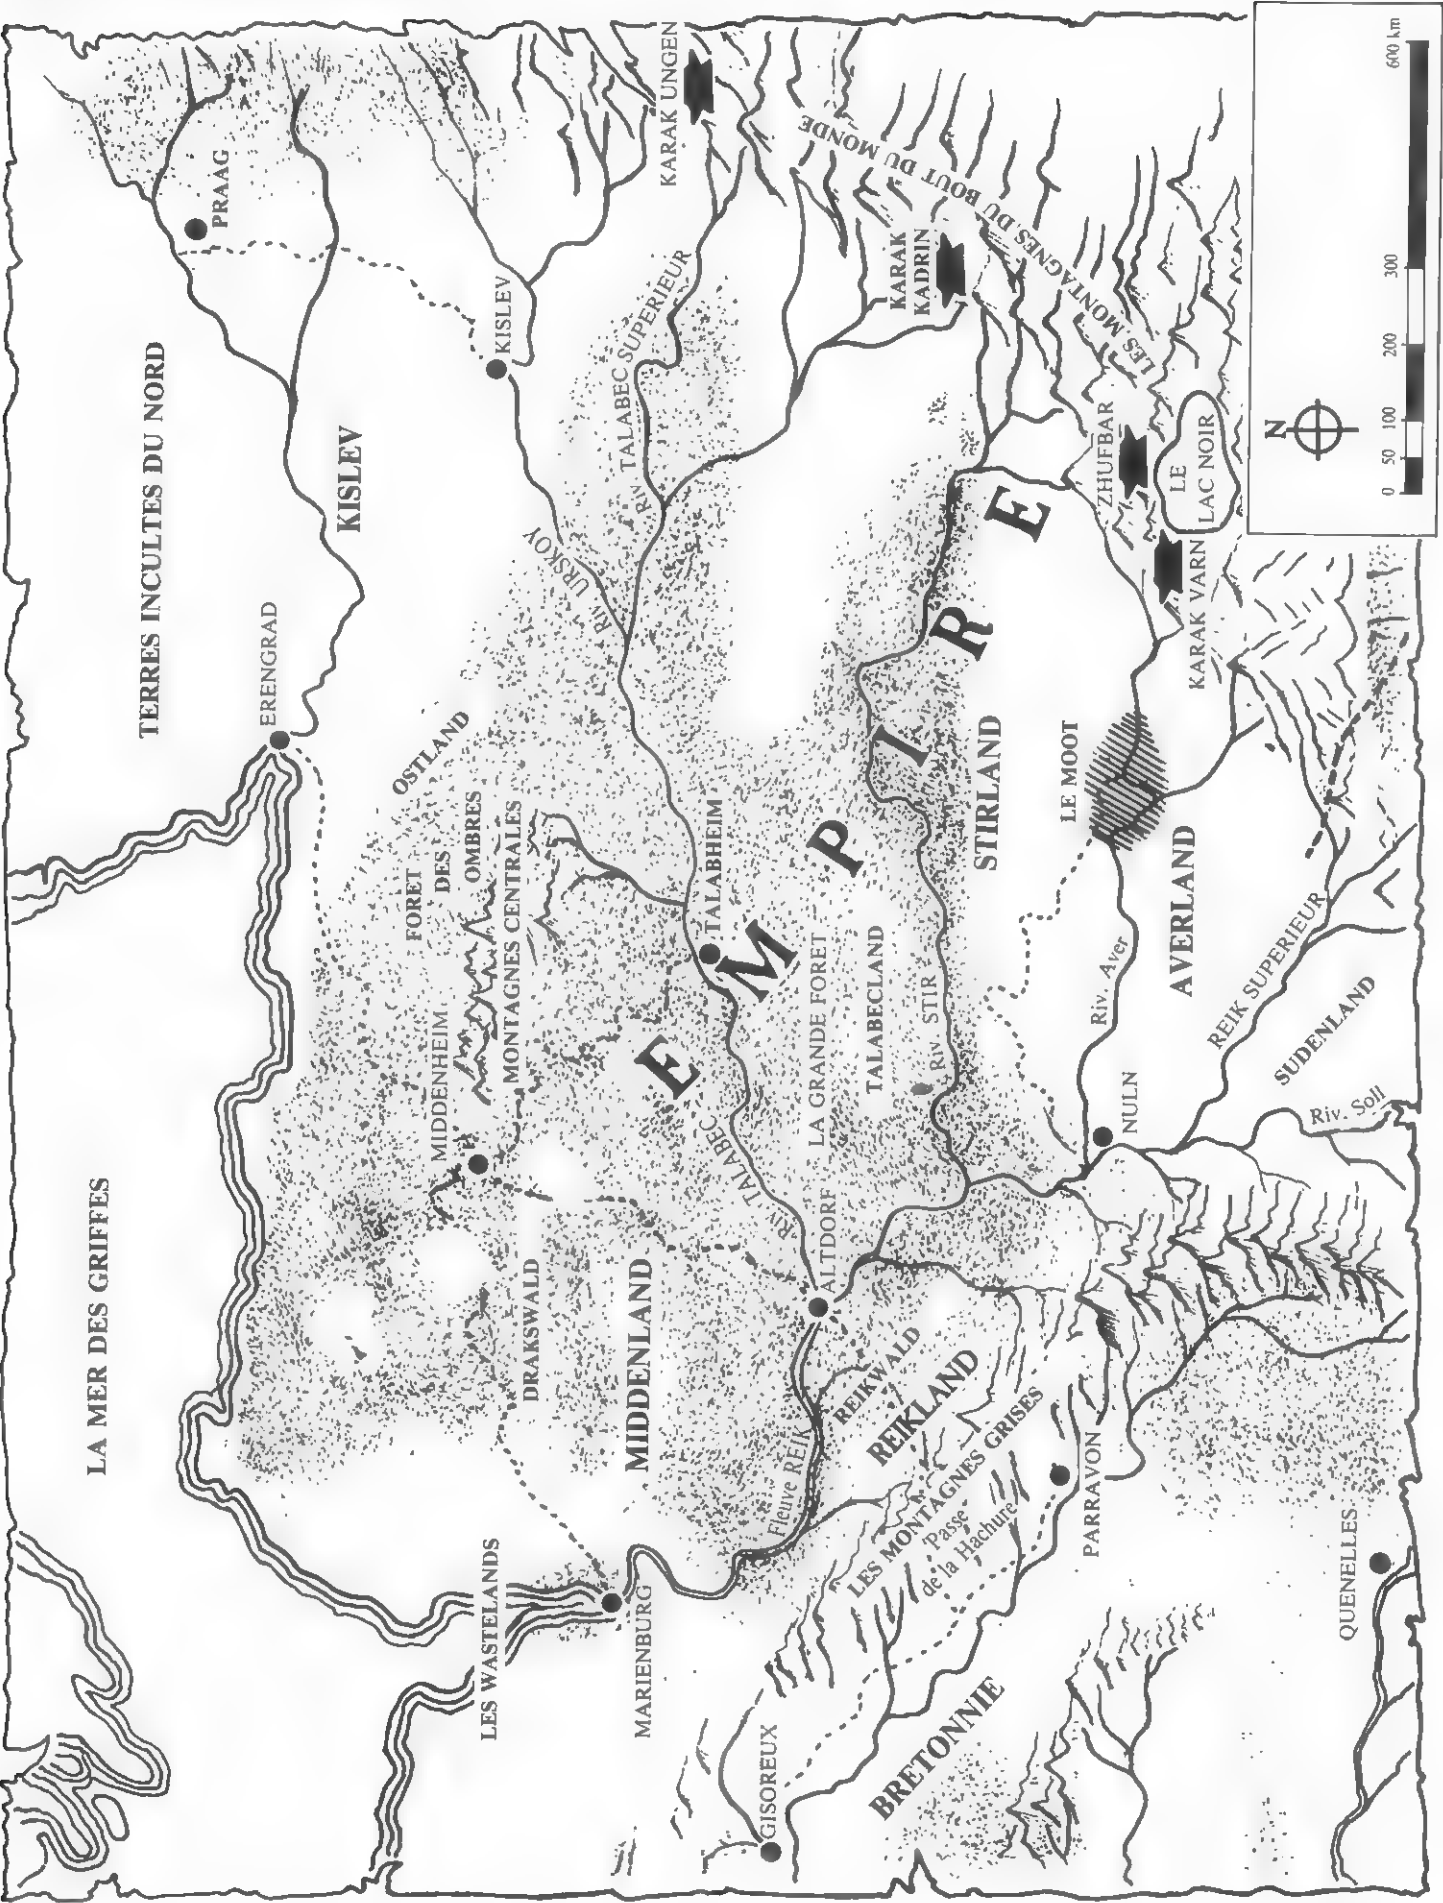 TERRES INCULTES DU NORD
LA MER DES GRIFFES
PRAAG
KISLEV
ERENGRAD
KISLEV
KARAK UNGEN
OSTLAND
FORET
DES
OMBRES
MONTAGNES CENTRALES
MIDDENHEIM
Riv URSKOY
Riv TALABEC SUPERIEUR
LES WASTELANDS
DRAKSWALD
MIDDENLAND
MARIENBURG
TALABHEIM
Riv. TALABEC
EMPIRE
LA GRANDE FORET
TALABECLAND
ALTDORF
Fleuve REIK
REIKWALD
REIKLAND
Riv. STIR
STIRLAND
KARAK
KADRIN
LES MONTAGNES DU BOUT DU MONDE
ZHUFBAR
LE
LAC NOIR
KARAK VARN
LE MOOT
AVERLAND
Riv. Aver
NULN
REIK SUPERIEUR
SUDENLAND
Riv. Soll
LES MONTAGNES GRISES
Passe
de la Hachure
PARRAVON
GISOREUX
BRETONNIE
QUENELLES
N
0 50 100 200 300 600 km